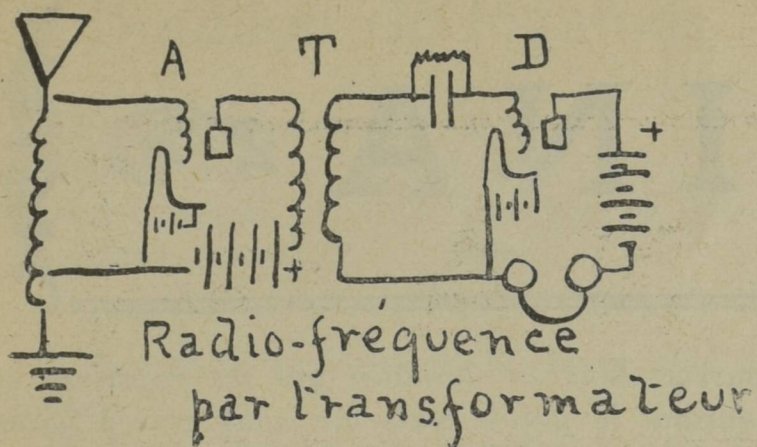 A T D
+
+
Radio-fréquence
par transformateur